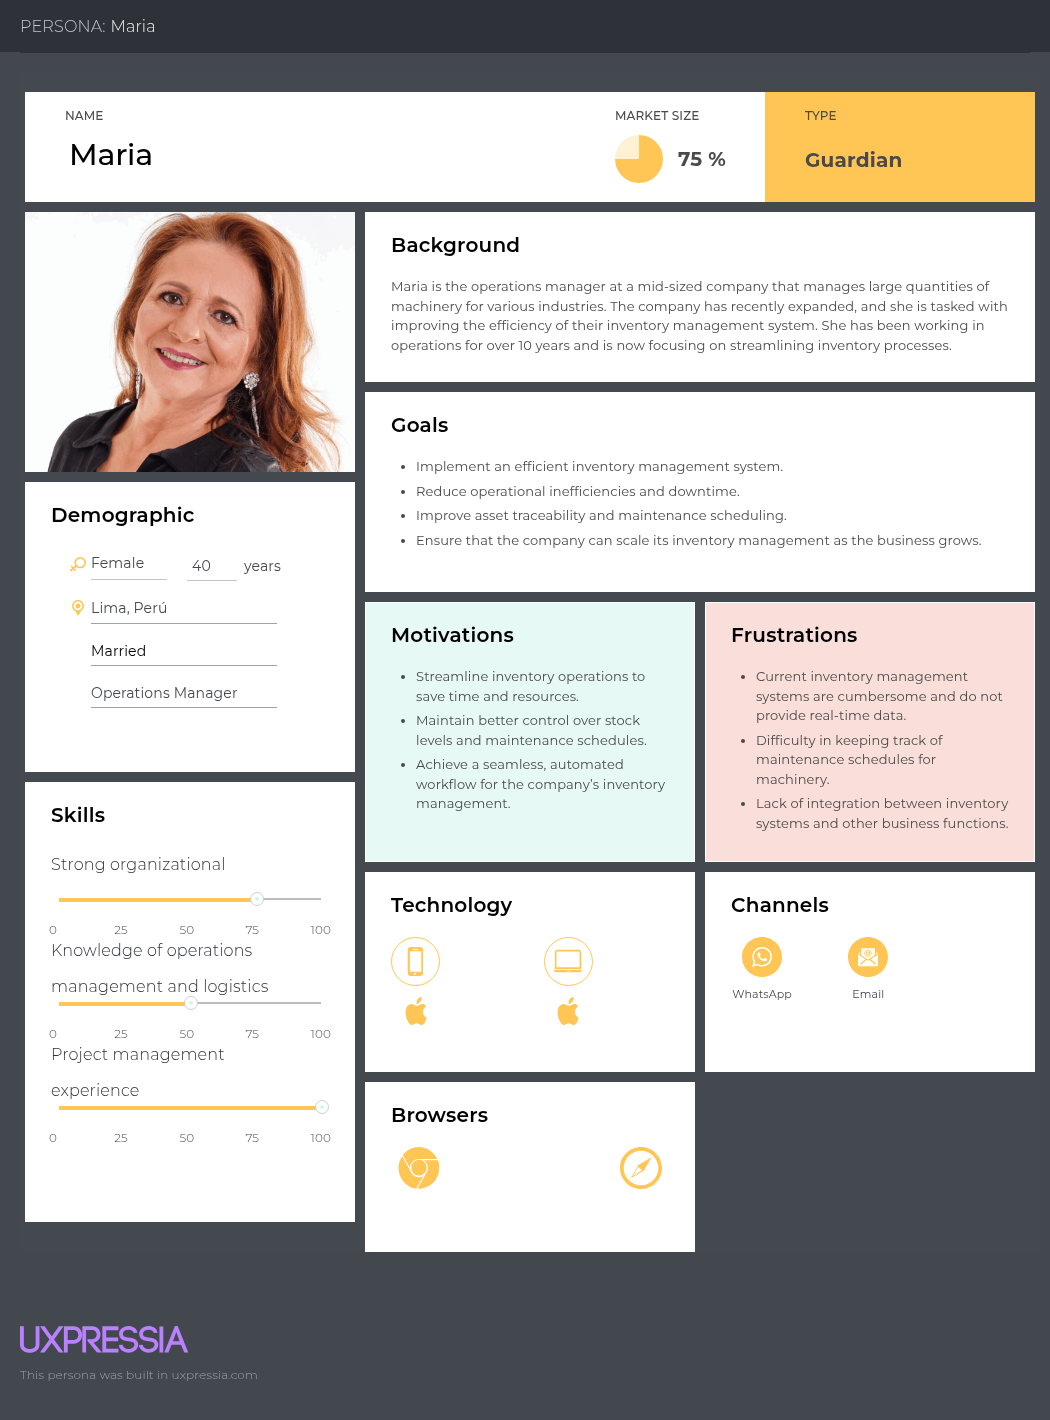 PERSONA: Maria
NAME
Maria
MARKET SIZE
75 %
TYPE
Guardian
Background
Maria is the operations manager at a mid-sized company that manages large quantities of
machinery for various industries. The company has recently expanded, and she is tasked with
improving the efficiency of their inventory management system. She has been working in
operations for over 10 years and is now focusing on streamlining inventory processes.
Goals
• Implement an efficient inventory management system.
• Reduce operational inefficiencies and downtime.
• Improve asset traceability and maintenance scheduling.
• Ensure that the company can scale its inventory management as the business grows.
Demographic
Female 40 years
Lima, Perú
Married
Operations Manager
Motivations
• Streamline inventory operations to
save time and resources.
• Maintain better control over stock
levels and maintenance schedules.
• Achieve a seamless, automated
workflow for the company's inventory
management.
Frustrations
• Current inventory management
systems are cumbersome and do not
provide real-time data.
• Difficulty in keeping track of
maintenance schedules for
machinery.
• Lack of integration between inventory
systems and other business functions.
Skills
Strong organizational
0 25 50 75 100
Knowledge of operations
management and logistics
0 25 50 75 100
Project management
experience
0 25 50 75 100
Technology
Channels
WhatsApp
Email
Browsers
UXPRESSIA
This persona was built in uxpressia.com